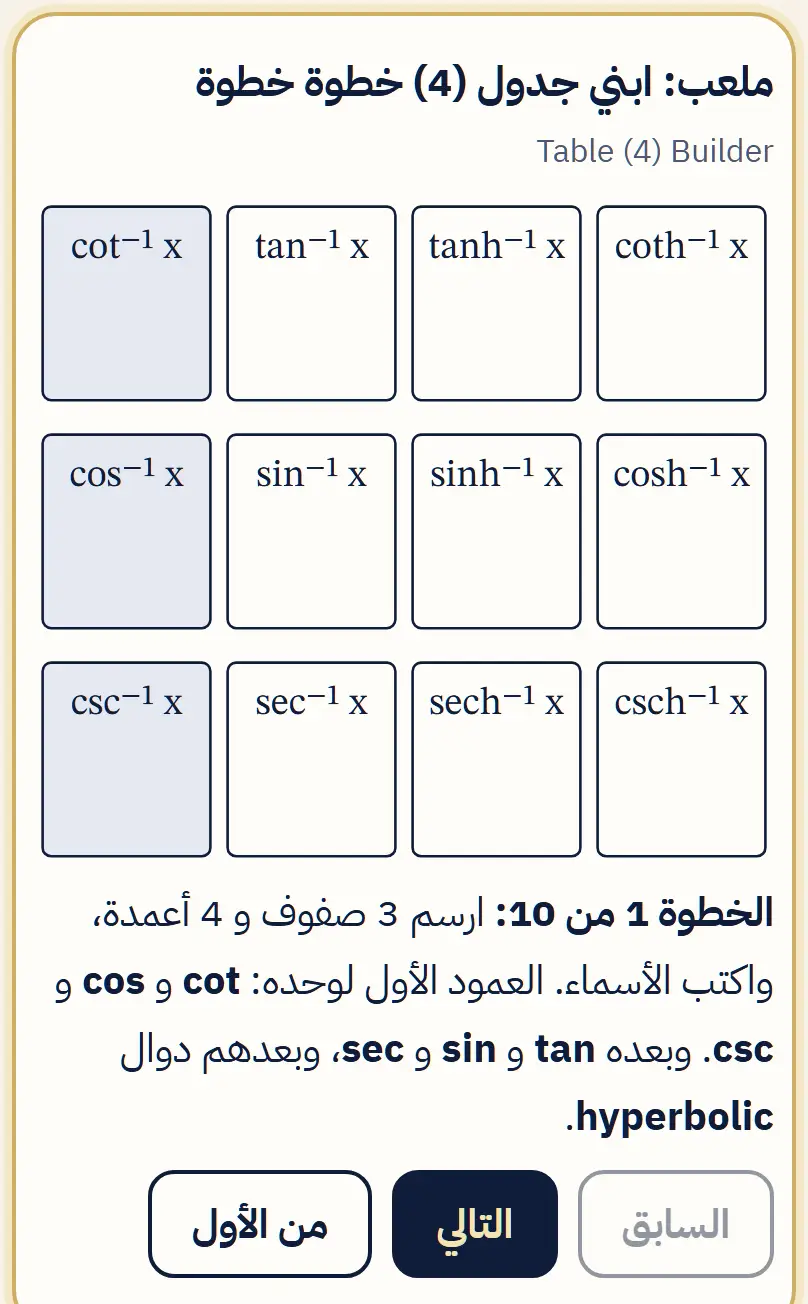 ملعب: ابني جدول (4) خطوة خطوة
Table (4) Builder
cot⁻¹ x tan⁻¹ x tanh⁻¹ x coth⁻¹ x
cos⁻¹ x sin⁻¹ x sinh⁻¹ x cosh⁻¹ x
csc⁻¹ x sec⁻¹ x sech⁻¹ x csch⁻¹ x
الخطوة 1 من 10: ارسم 3 صفوف و 4 أعمدة،
واكتب الأسماء. العمود الأول لوحده: cot و cos و
csc. وبعده tan و sin و sec، وبعدهم دوال
hyperbolic.
السابق التالي من الأول